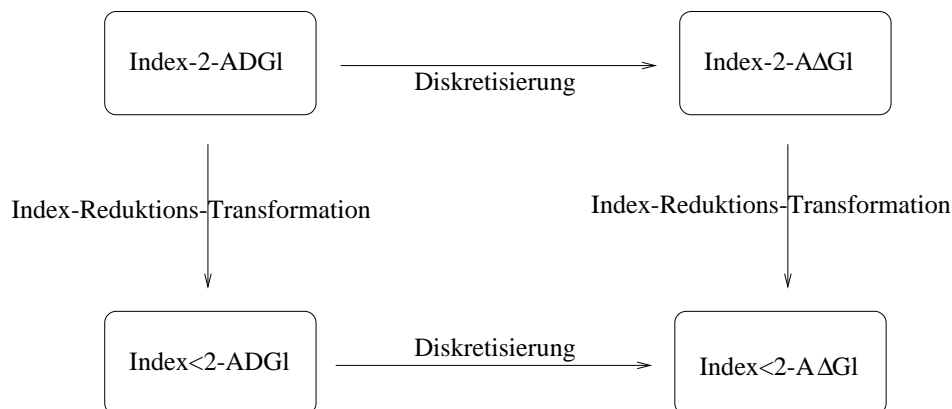 Index-2-ADGl
Index-2-AΔGl
Diskretisierung
Index-Reduktions-Transformation
Index-Reduktions-Transformation
Index<2-ADGl
Diskretisierung
Index<2-AΔGl